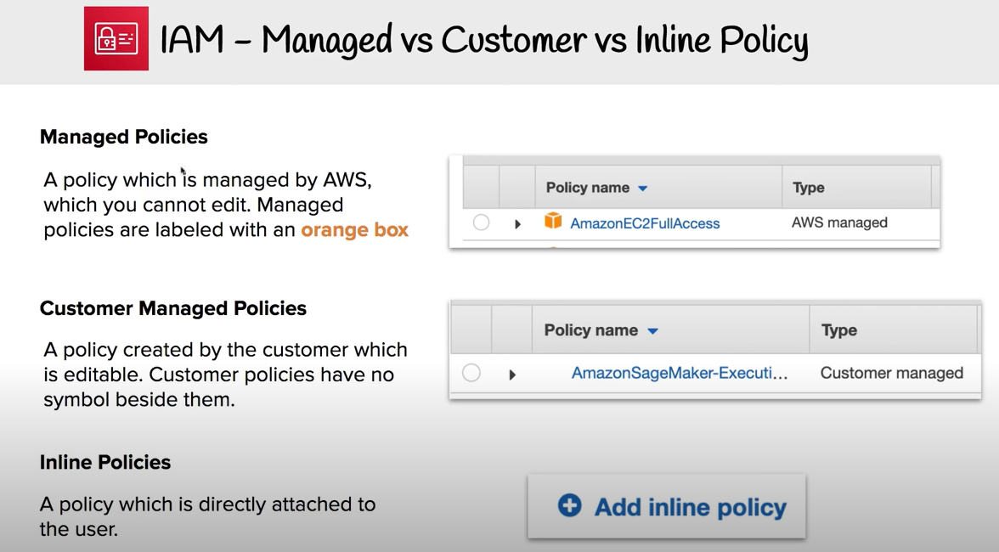 IAM – Managed vs Customer vs Inline Policy
Managed Policies
A policy which is managed by AWS,
which you cannot edit. Managed
policies are labeled with an orange box
Policy name Type
AmazonEC2FullAccess AWS managed
Customer Managed Policies
A policy created by the customer which
is editable. Customer policies have no
symbol beside them.
Policy name Type
AmazonSageMaker-Executi... Customer managed
Inline Policies
A policy which is directly attached to
the user.
Add inline policy